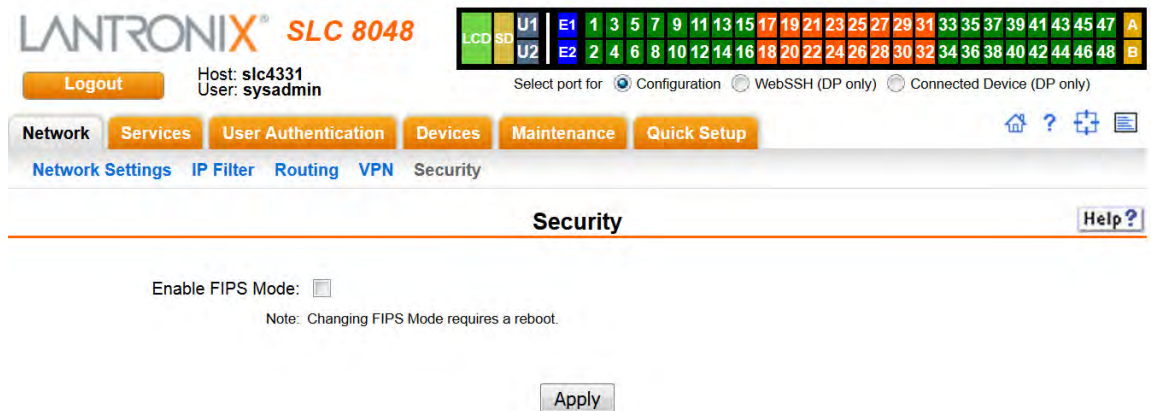 LANTRONIX® SLC 8048
LCD SD U1 E1 1 3 5 7 9 11 13 15 17 19 21 23 25 27 29 31 33 35 37 39 41 43 45 47 A
U2 E2 2 4 6 8 10 12 14 16 18 20 22 24 26 28 30 32 34 36 38 40 42 44 46 48 B
Logout
Host: slc4331
User: sysadmin
Select port for Configuration WebSSH (DP only) Connected Device (DP only)
Network Services User Authentication Devices Maintenance Quick Setup ?
Network Settings IP Filter Routing VPN Security
Security
Help?
Enable FIPS Mode:
Note: Changing FIPS Mode requires a reboot.
Apply